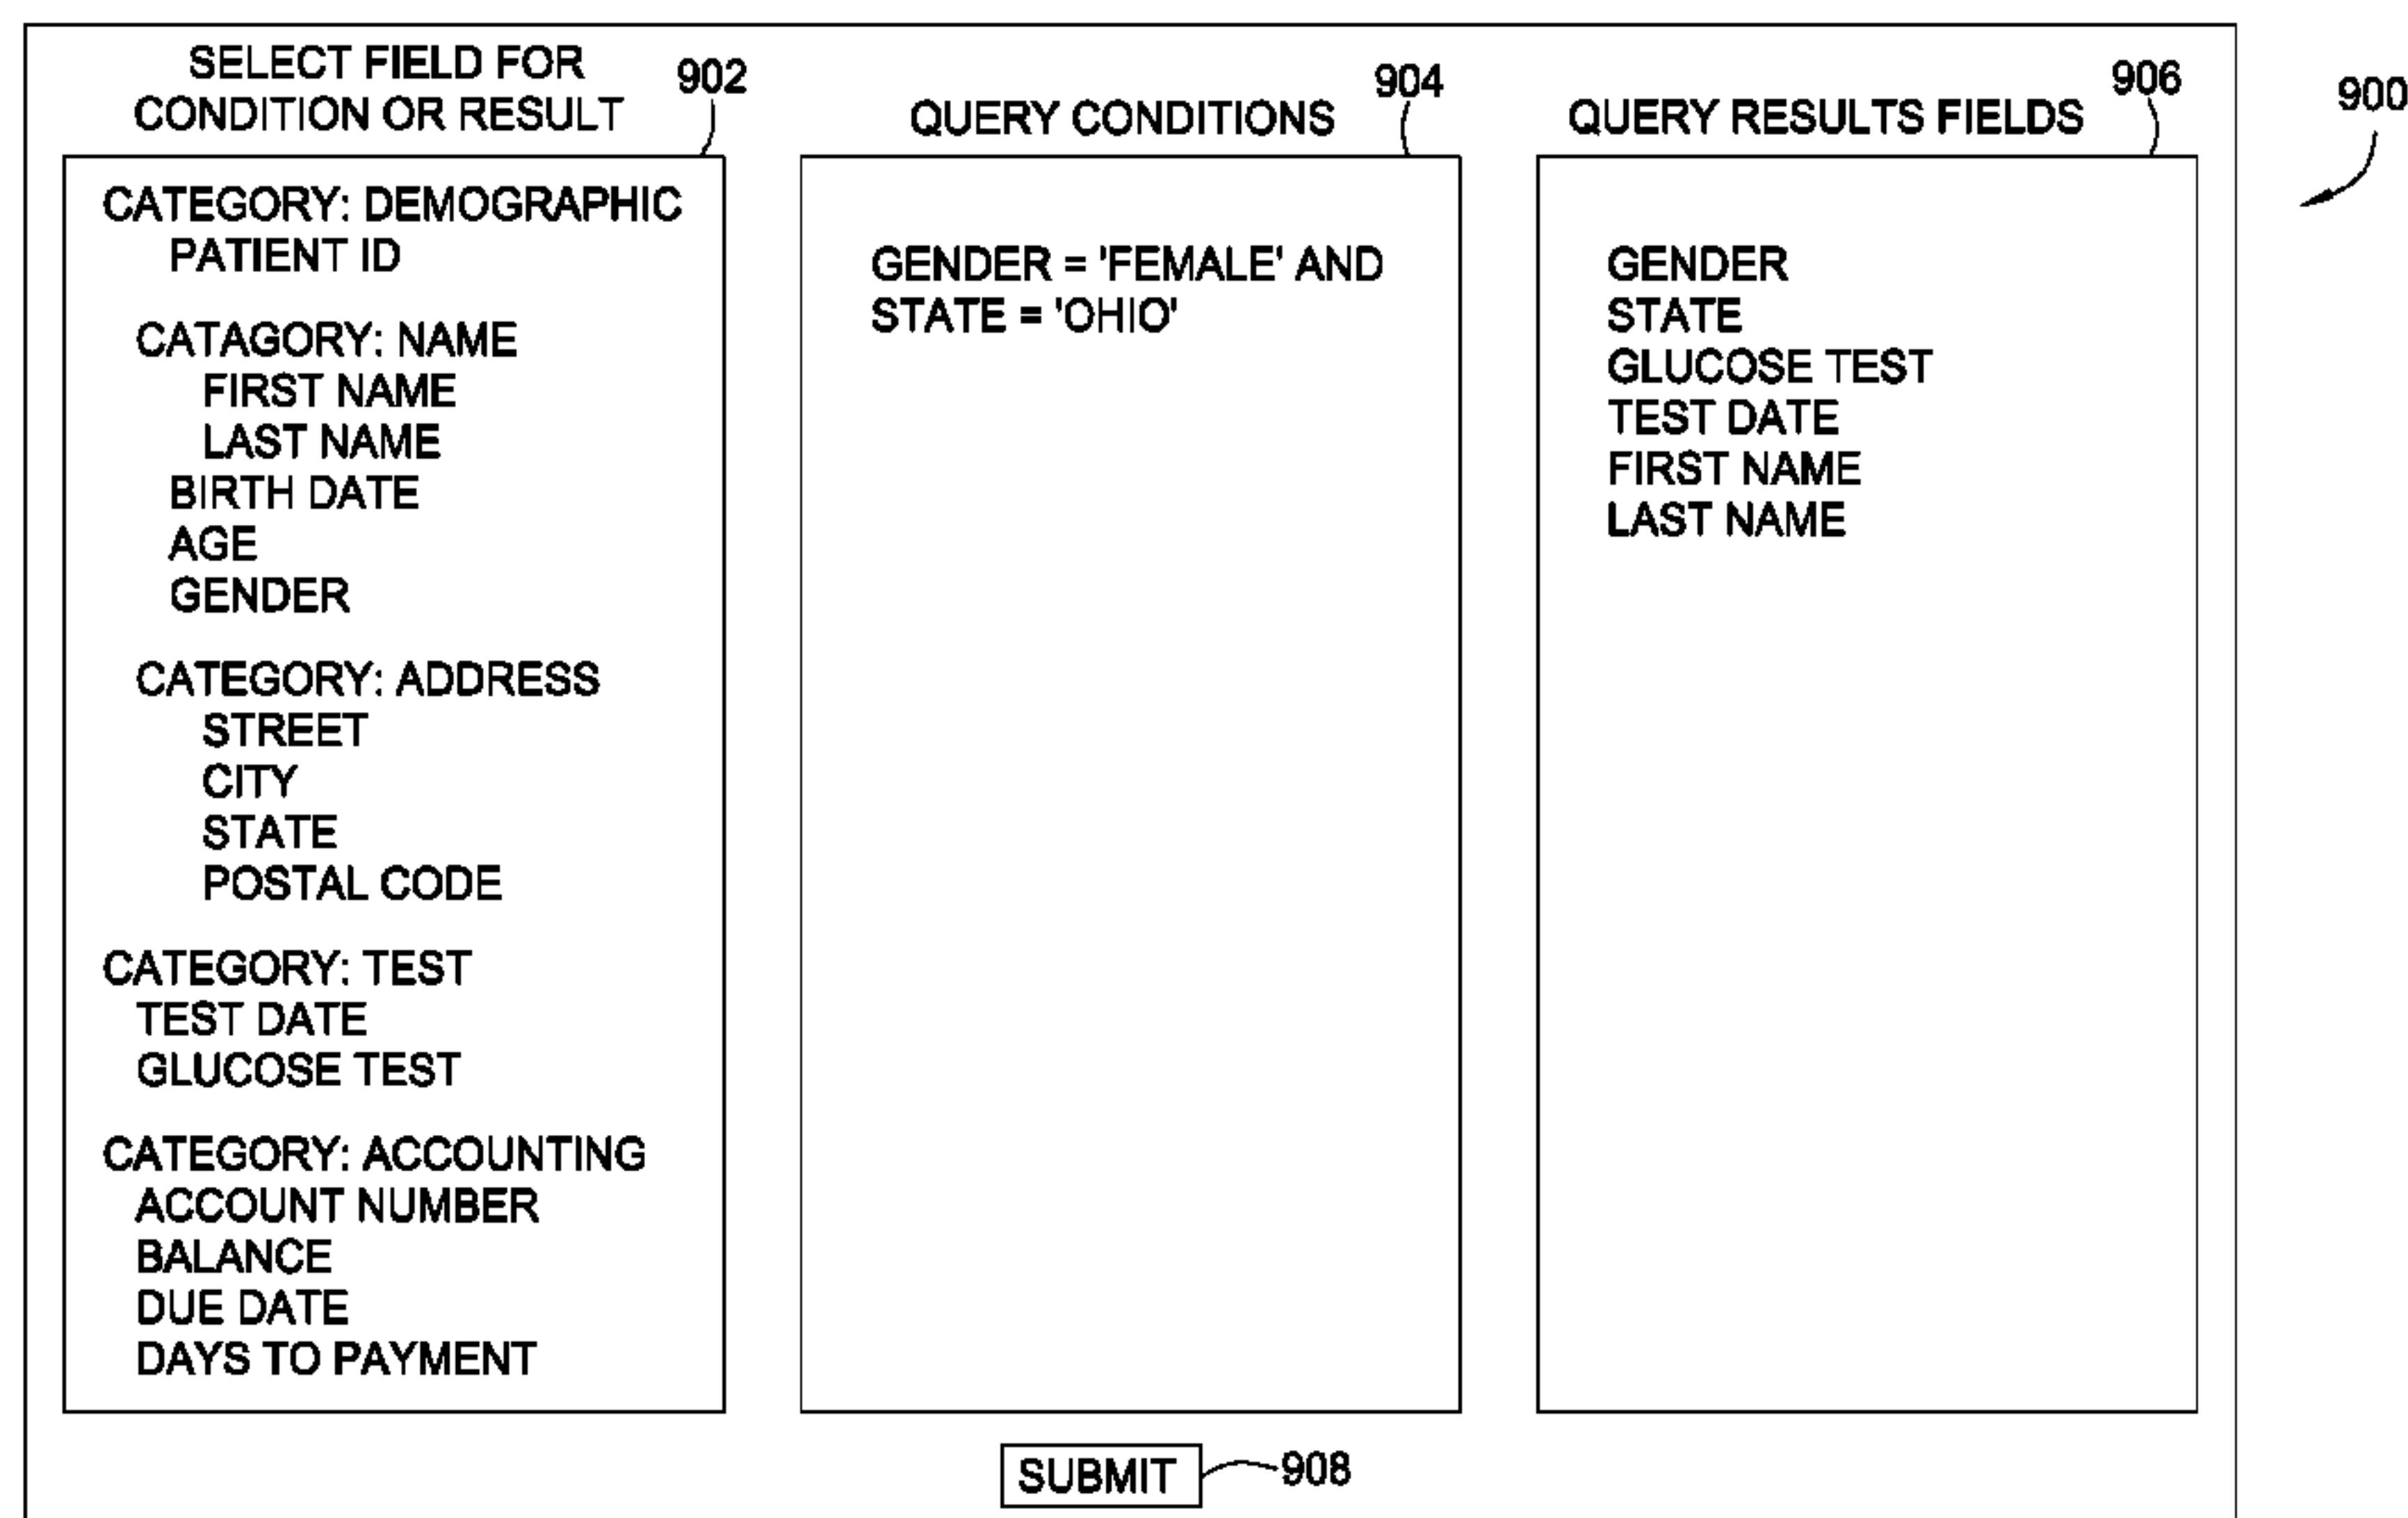 SELECT FIELD FOR
CONDITION OR RESULT
902
CATEGORY: DEMOGRAPHIC
PATIENT ID
CATAGORY: NAME
FIRST NAME
LAST NAME
BIRTH DATE
AGE
GENDER
CATEGORY: ADDRESS
STREET
CITY
STATE
POSTAL CODE
CATEGORY: TEST
TEST DATE
GLUCOSE TEST
CATEGORY: ACCOUNTING
ACCOUNT NUMBER
BALANCE
DUE DATE
DAYS TO PAYMENT
904
QUERY CONDITIONS
GENDER = 'FEMALE' AND
STATE = 'OHIO'
906
QUERY RESULTS FIELDS
GENDER
STATE
GLUCOSE TEST
TEST DATE
FIRST NAME
LAST NAME
900
SUBMIT
908